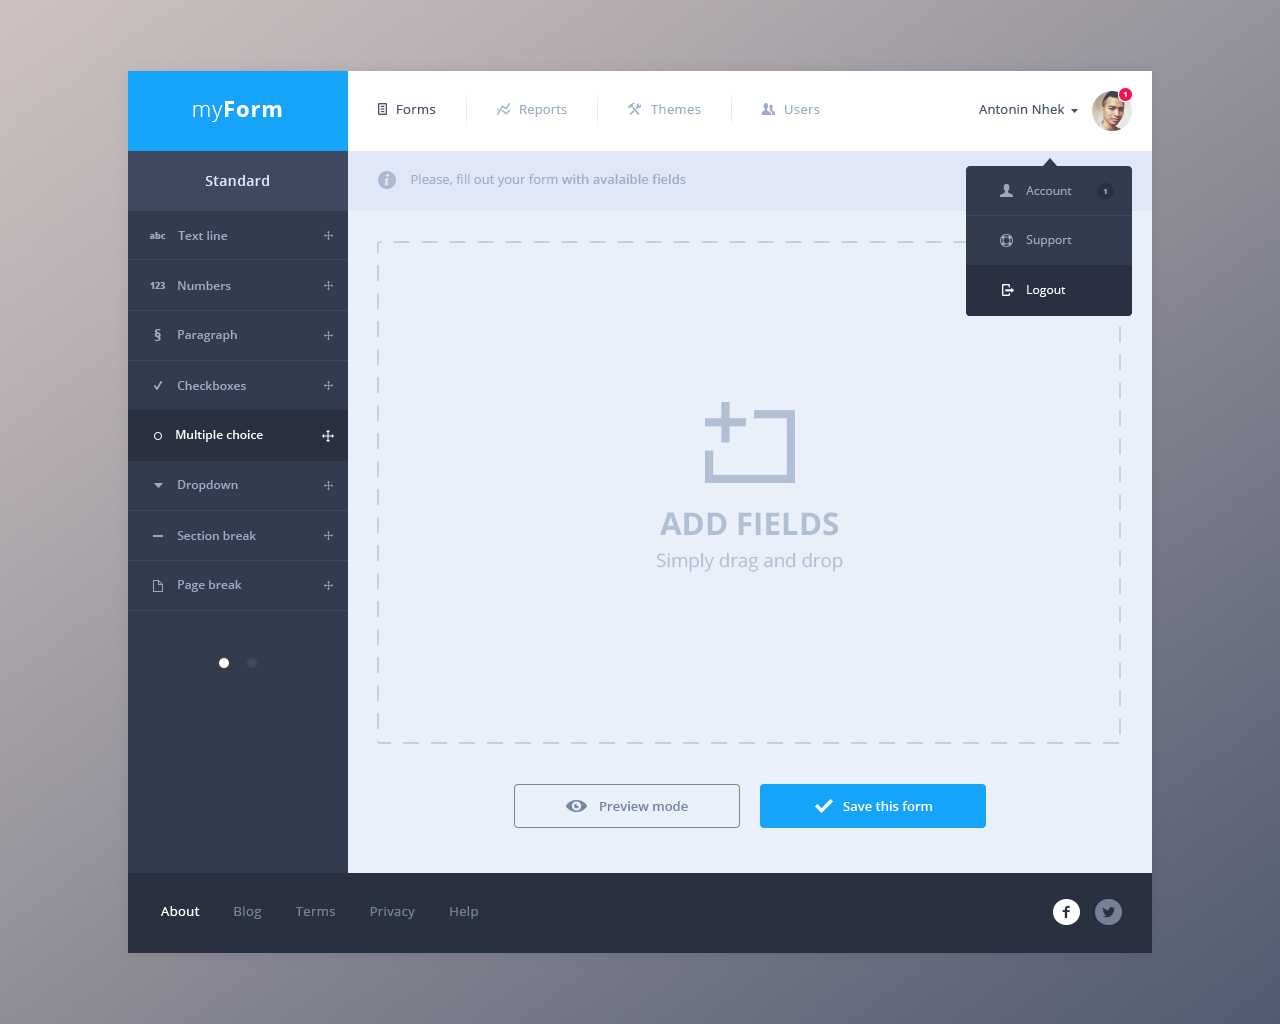 myForm
Forms
Reports
Themes
Users
Antonin Nhek
1
Standard
Please, fill out your form with avalaible fields
Account
1
Support
Logout
abc Text line
123 Numbers
§ Paragraph
Checkboxes
Multiple choice
Dropdown
Section break
Page break
ADD FIELDS
Simply drag and drop
Preview mode
Save this form
About
Blog
Terms
Privacy
Help